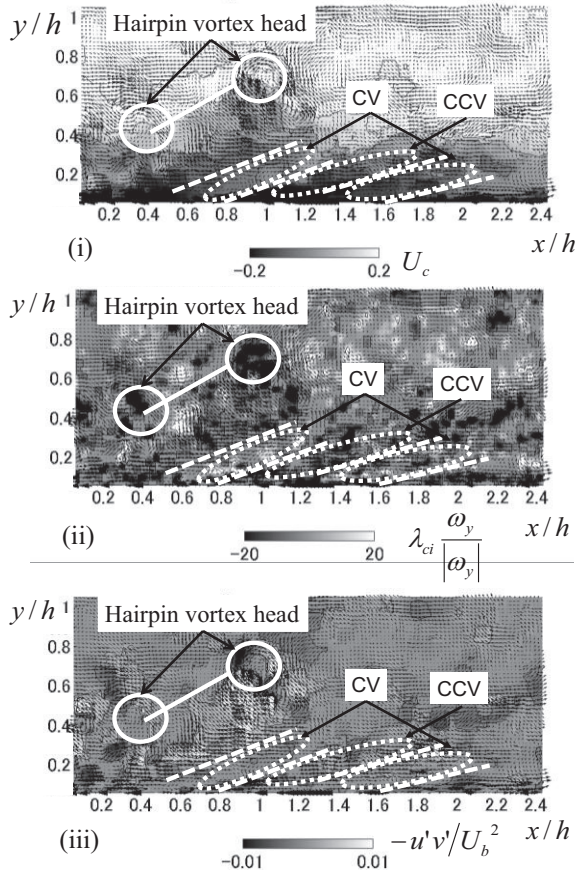 y/h
Hairpin vortex head
CV
CCV
1
0.8
0.6
0.4
0.2
0.2 0.4 0.6 0.8 1 1.2 1.4 1.6 1.8 2 2.2 2.4
x/h
(i)
−0.2 0.2 U_c
y/h
Hairpin vortex head
CV
CCV
1
0.8
0.6
0.4
0.2
0.2 0.4 0.6 0.8 1 1.2 1.4 1.6 1.8 2 2.2 2.4
x/h
(ii)
−20 20 λ_ci ω_y/|ω_y|
y/h
Hairpin vortex head
CV
CCV
1
0.8
0.6
0.4
0.2
0.2 0.4 0.6 0.8 1 1.2 1.4 1.6 1.8 2 2.2 2.4
(iii)
−0.01 0.01 −u'v'/U_b² x/h